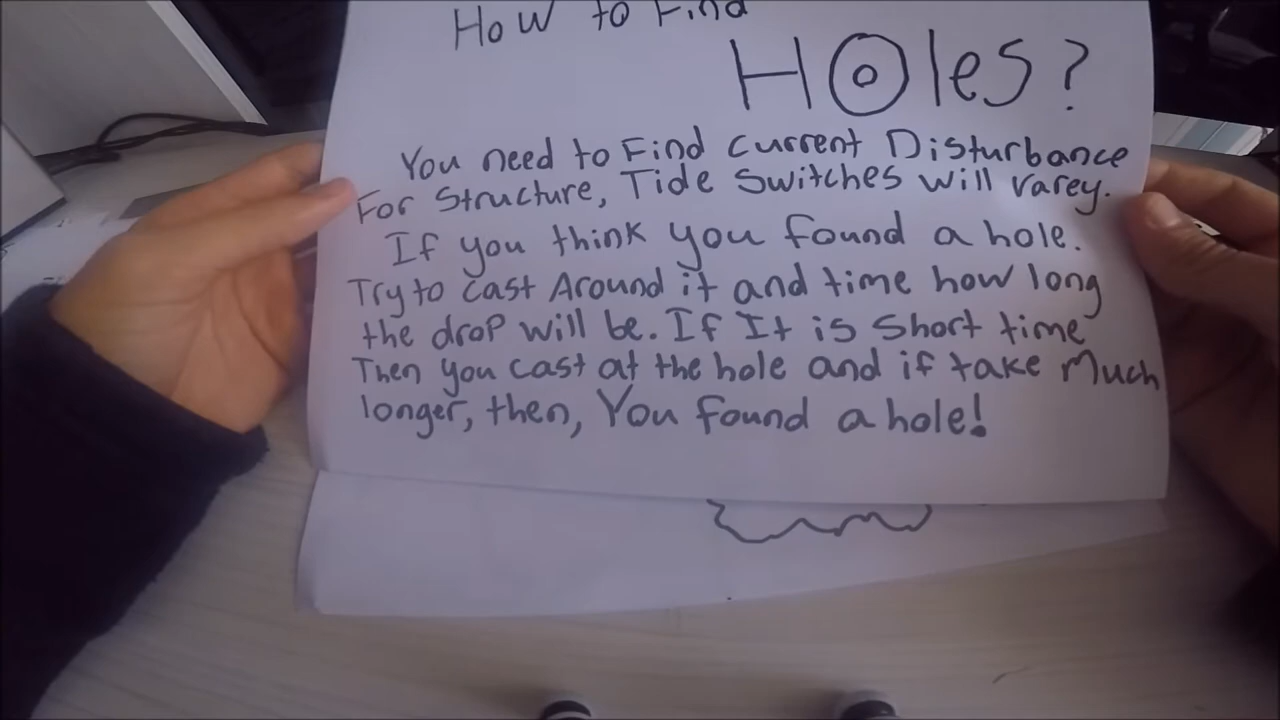 How to Find
Holes?
You need to Find current Disturbance
For Structure, Tide Switches will varey.
If you think you found a hole.
Try to cast Around it and time how long
the drop will be. If It is Short time
Then you cast at the hole and if take Much
longer, then, You found a hole!